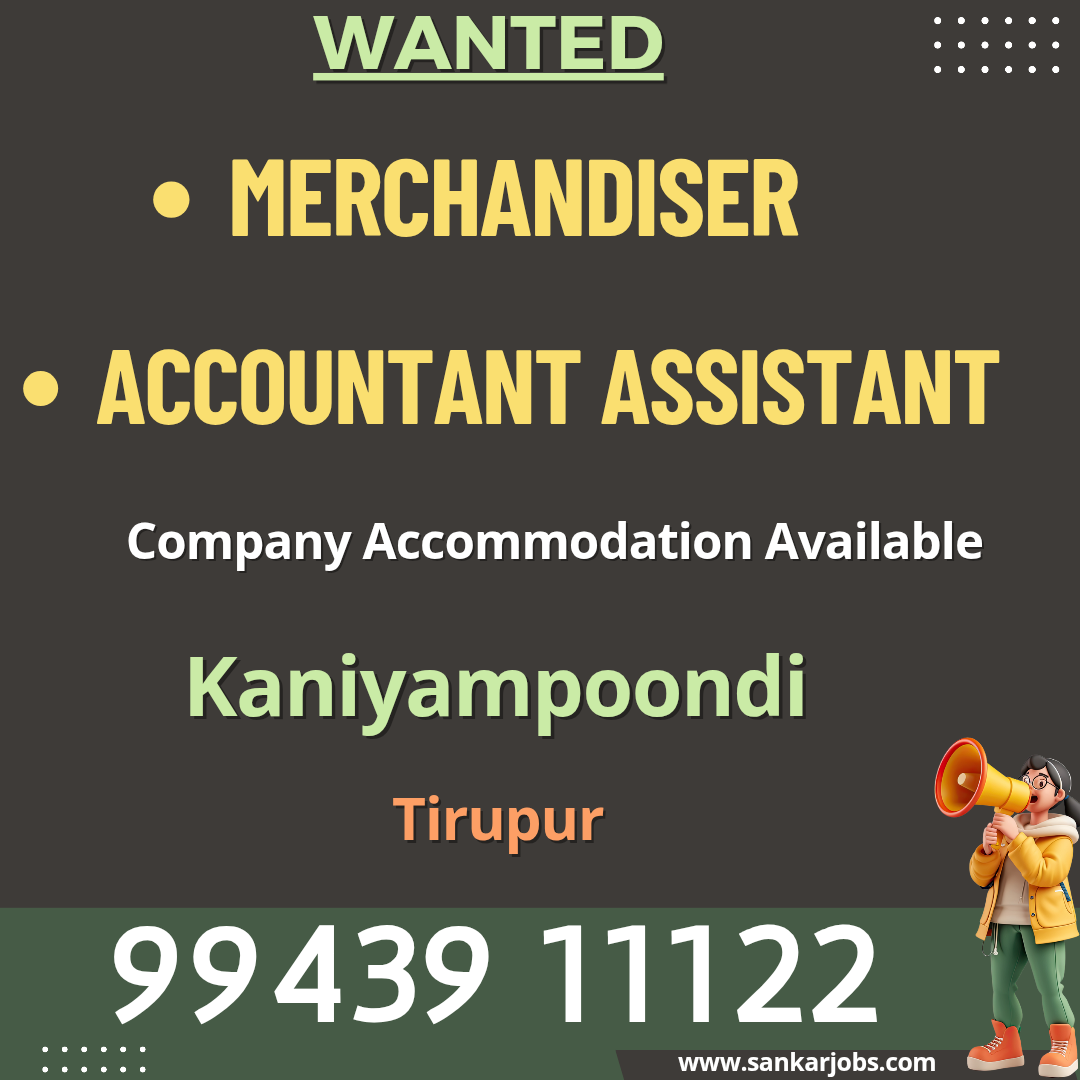 WANTED
• MERCHANDISER
• ACCOUNTANT ASSISTANT
Company Accommodation Available
Kaniyampoondi
Tirupur
99439 11122
www.sankarjobs.com